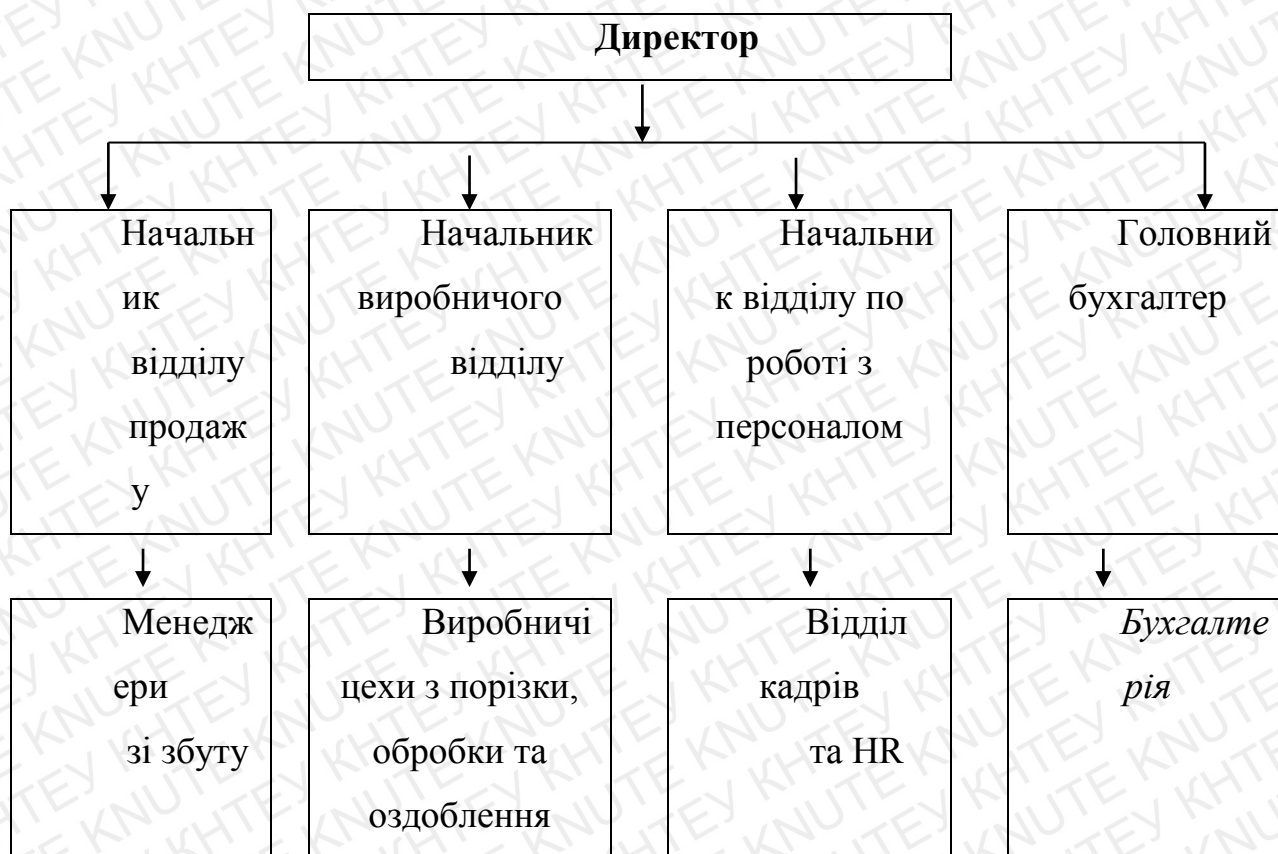 Директор
Начальн
ик
відділу
продаж
у
Начальник
виробничого
відділу
Начальни
к відділу по
роботі з
персоналом
Головний
бухгалтер
Менедж
ери
зі збуту
Виробничі
цехи з порізки,
обробки та
оздоблення
Відділ
кадрів
та HR
Бухгалте
рія